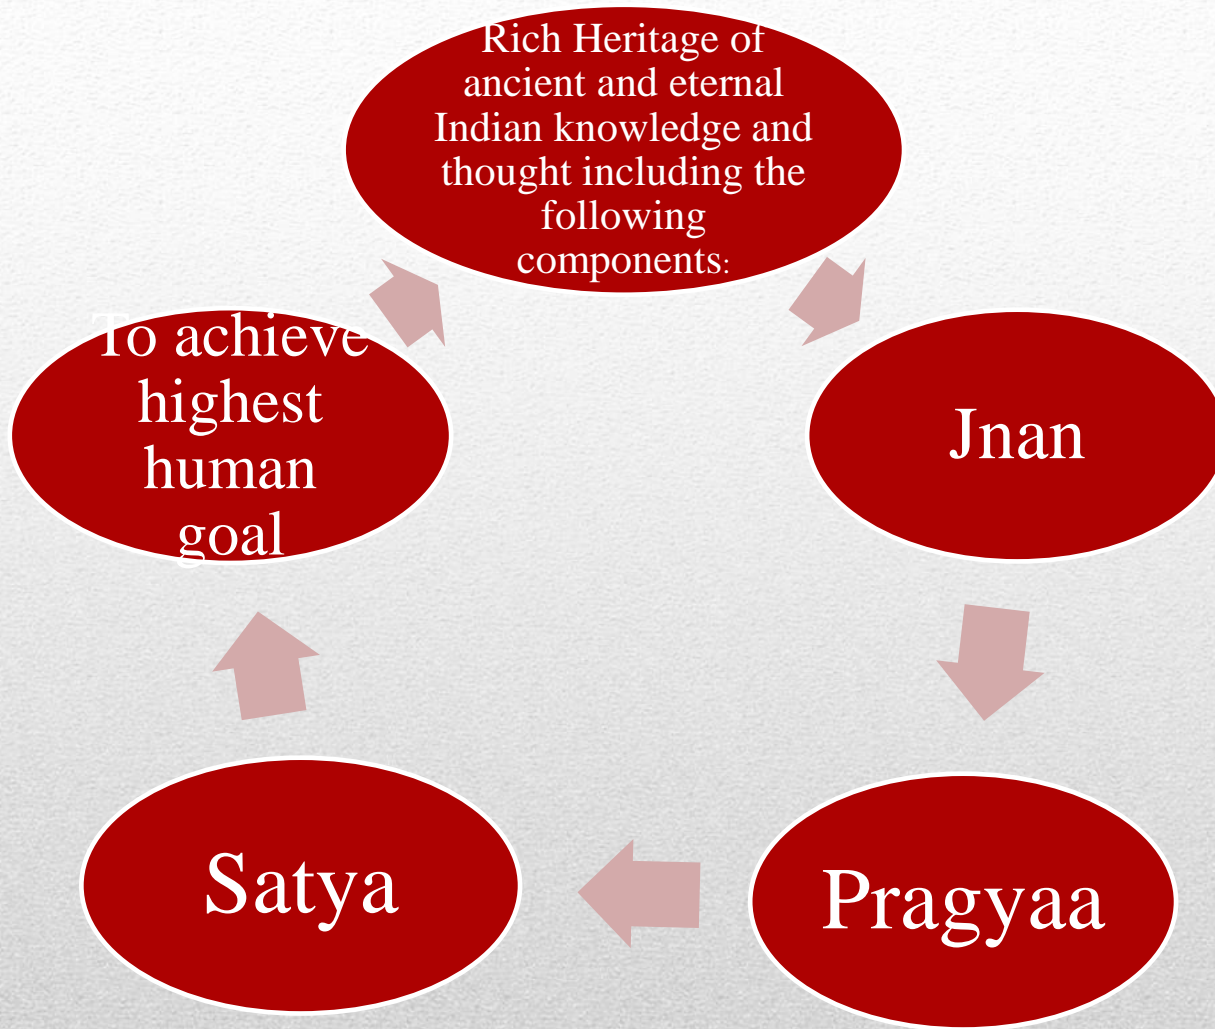 Rich Heritage of
ancient and eternal
Indian knowledge and
thought including the
following
components:
Jnan
Pragyaa
Satya
To achieve
highest
human
goal